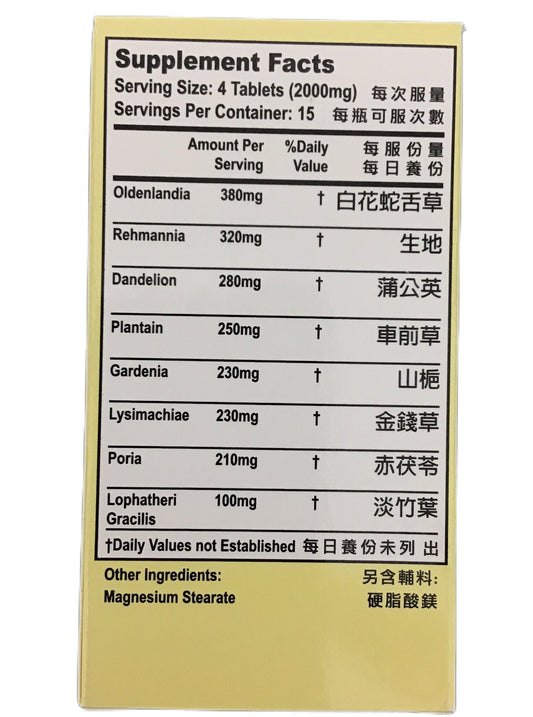 Supplement Facts
Serving Size: 4 Tablets (2000mg) 每次服量
Servings Per Container: 15 每瓶可服次數
Amount Per %Daily 每服份量
Serving Value 每日養份
Oldenlandia 380mg † 白花蛇舌草
Rehmannia 320mg † 生地
Dandelion 280mg † 蒲公英
Plantain 250mg † 車前草
Gardenia 230mg † 山梔
Lysimachiae 230mg † 金錢草
Poria 210mg † 赤茯苓
Lophatheri 100mg † 淡竹葉
Gracilis
†Daily Values not Established 每日養份未列出
Other Ingredients: 另含輔料:
Magnesium Stearate 硬脂酸鎂